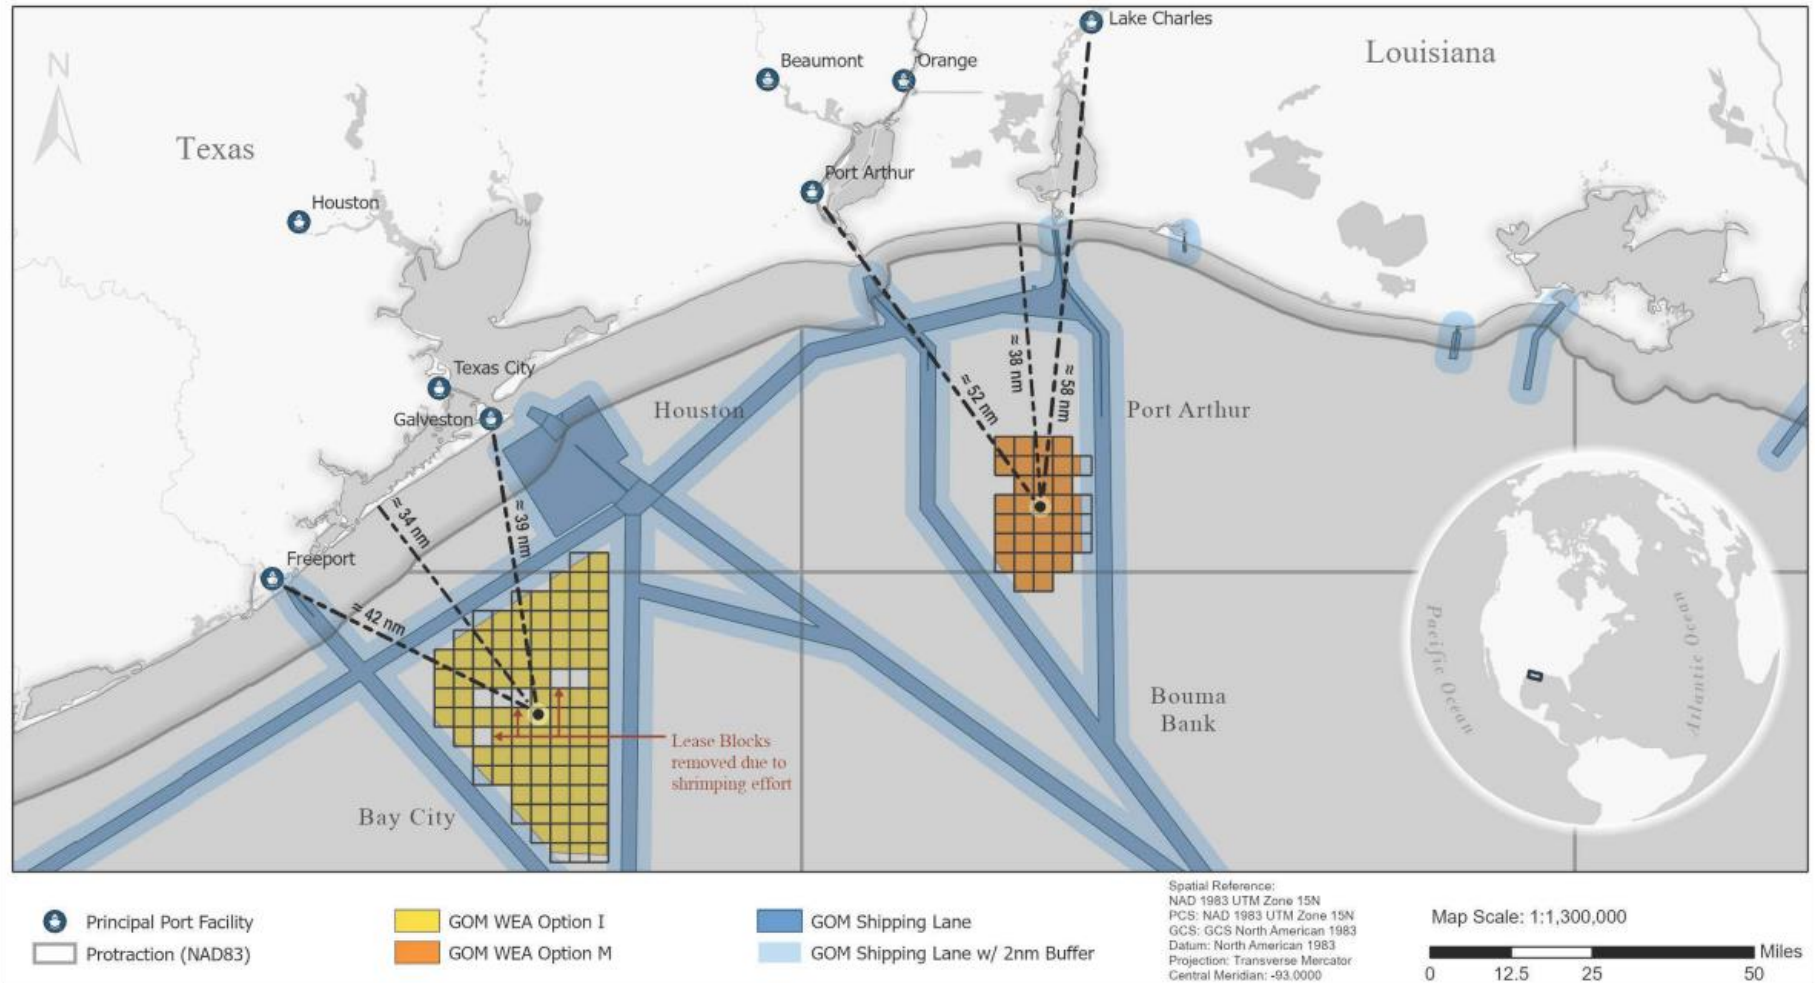 Lake Charles
Louisiana
Beaumont
Orange
N
Texas
Port Arthur
Houston
≈ 38 nm
≈ 58 nm
≈ 52 nm
Texas City
Galveston
Houston
Port Arthur
≈ 34 nm
≈ 39 nm
Freeport
≈ 42 nm
Pacific Ocean
Atlantic Ocean
Bouma
Bank
Lease Blocks
removed due to
shrimping effort
Bay City
Principal Port Facility
Protraction (NAD83)
GOM WEA Option I
GOM WEA Option M
GOM Shipping Lane
GOM Shipping Lane w/ 2nm Buffer
Spatial Reference:
NAD 1983 UTM Zone 15N
PCS: NAD 1983 UTM Zone 15N
GCS: GCS North American 1983
Datum: North American 1983
Projection: Transverse Mercator
Central Meridian: -93.0000
Map Scale: 1:1,300,000
Miles
0 12.5 25 50